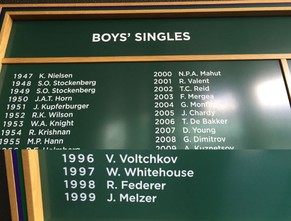 BOYS' SINGLES
1947 K. Nielsen
1948 S.O. Stockenberg
1949 S.O. Stockenberg
1950 J.A.T. Horn
1951 J. Kupferburger
1952 R.K. Wilson
1953 W.A. Knight
1954 R. Krishnan
1955 M.P. Hann
2000 N.P.A. Mahut
2001 R. Valent
2002 T.C. Reid
2003 F. Mergea
2004 G. Monfils
2005 J. Chardy
2006 T. De Bakker
2007 D. Young
2008 G. Dimitrov
2009 A. Kuznetsov
1996 V. Voltchkov
1997 W. Whitehouse
1998 R. Federer
1999 J. Melzer